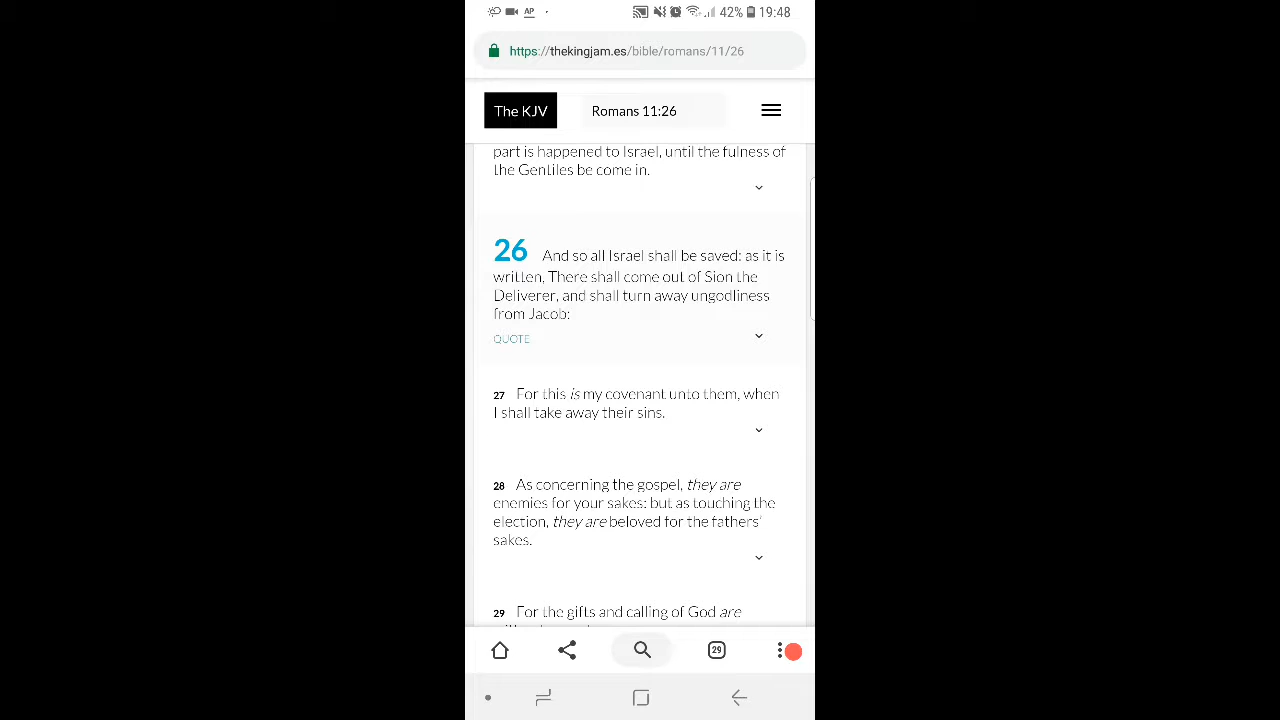 AP 42% 19:48
https://thekingjam.es/bible/romans/11/26
The KJV Romans 11:26
part is happened to Israel, until the fulness of
the Gentiles be come in.
26 And so all Israel shall be saved: as it is
written, There shall come out of Sion the
Deliverer, and shall turn away ungodliness
from Jacob:
QUOTE
27 For this is my covenant unto them, when
I shall take away their sins.
28 As concerning the gospel, they are
enemies for your sakes: but as touching the
election, they are beloved for the fathers'
sakes.
29 For the gifts and calling of God are
29